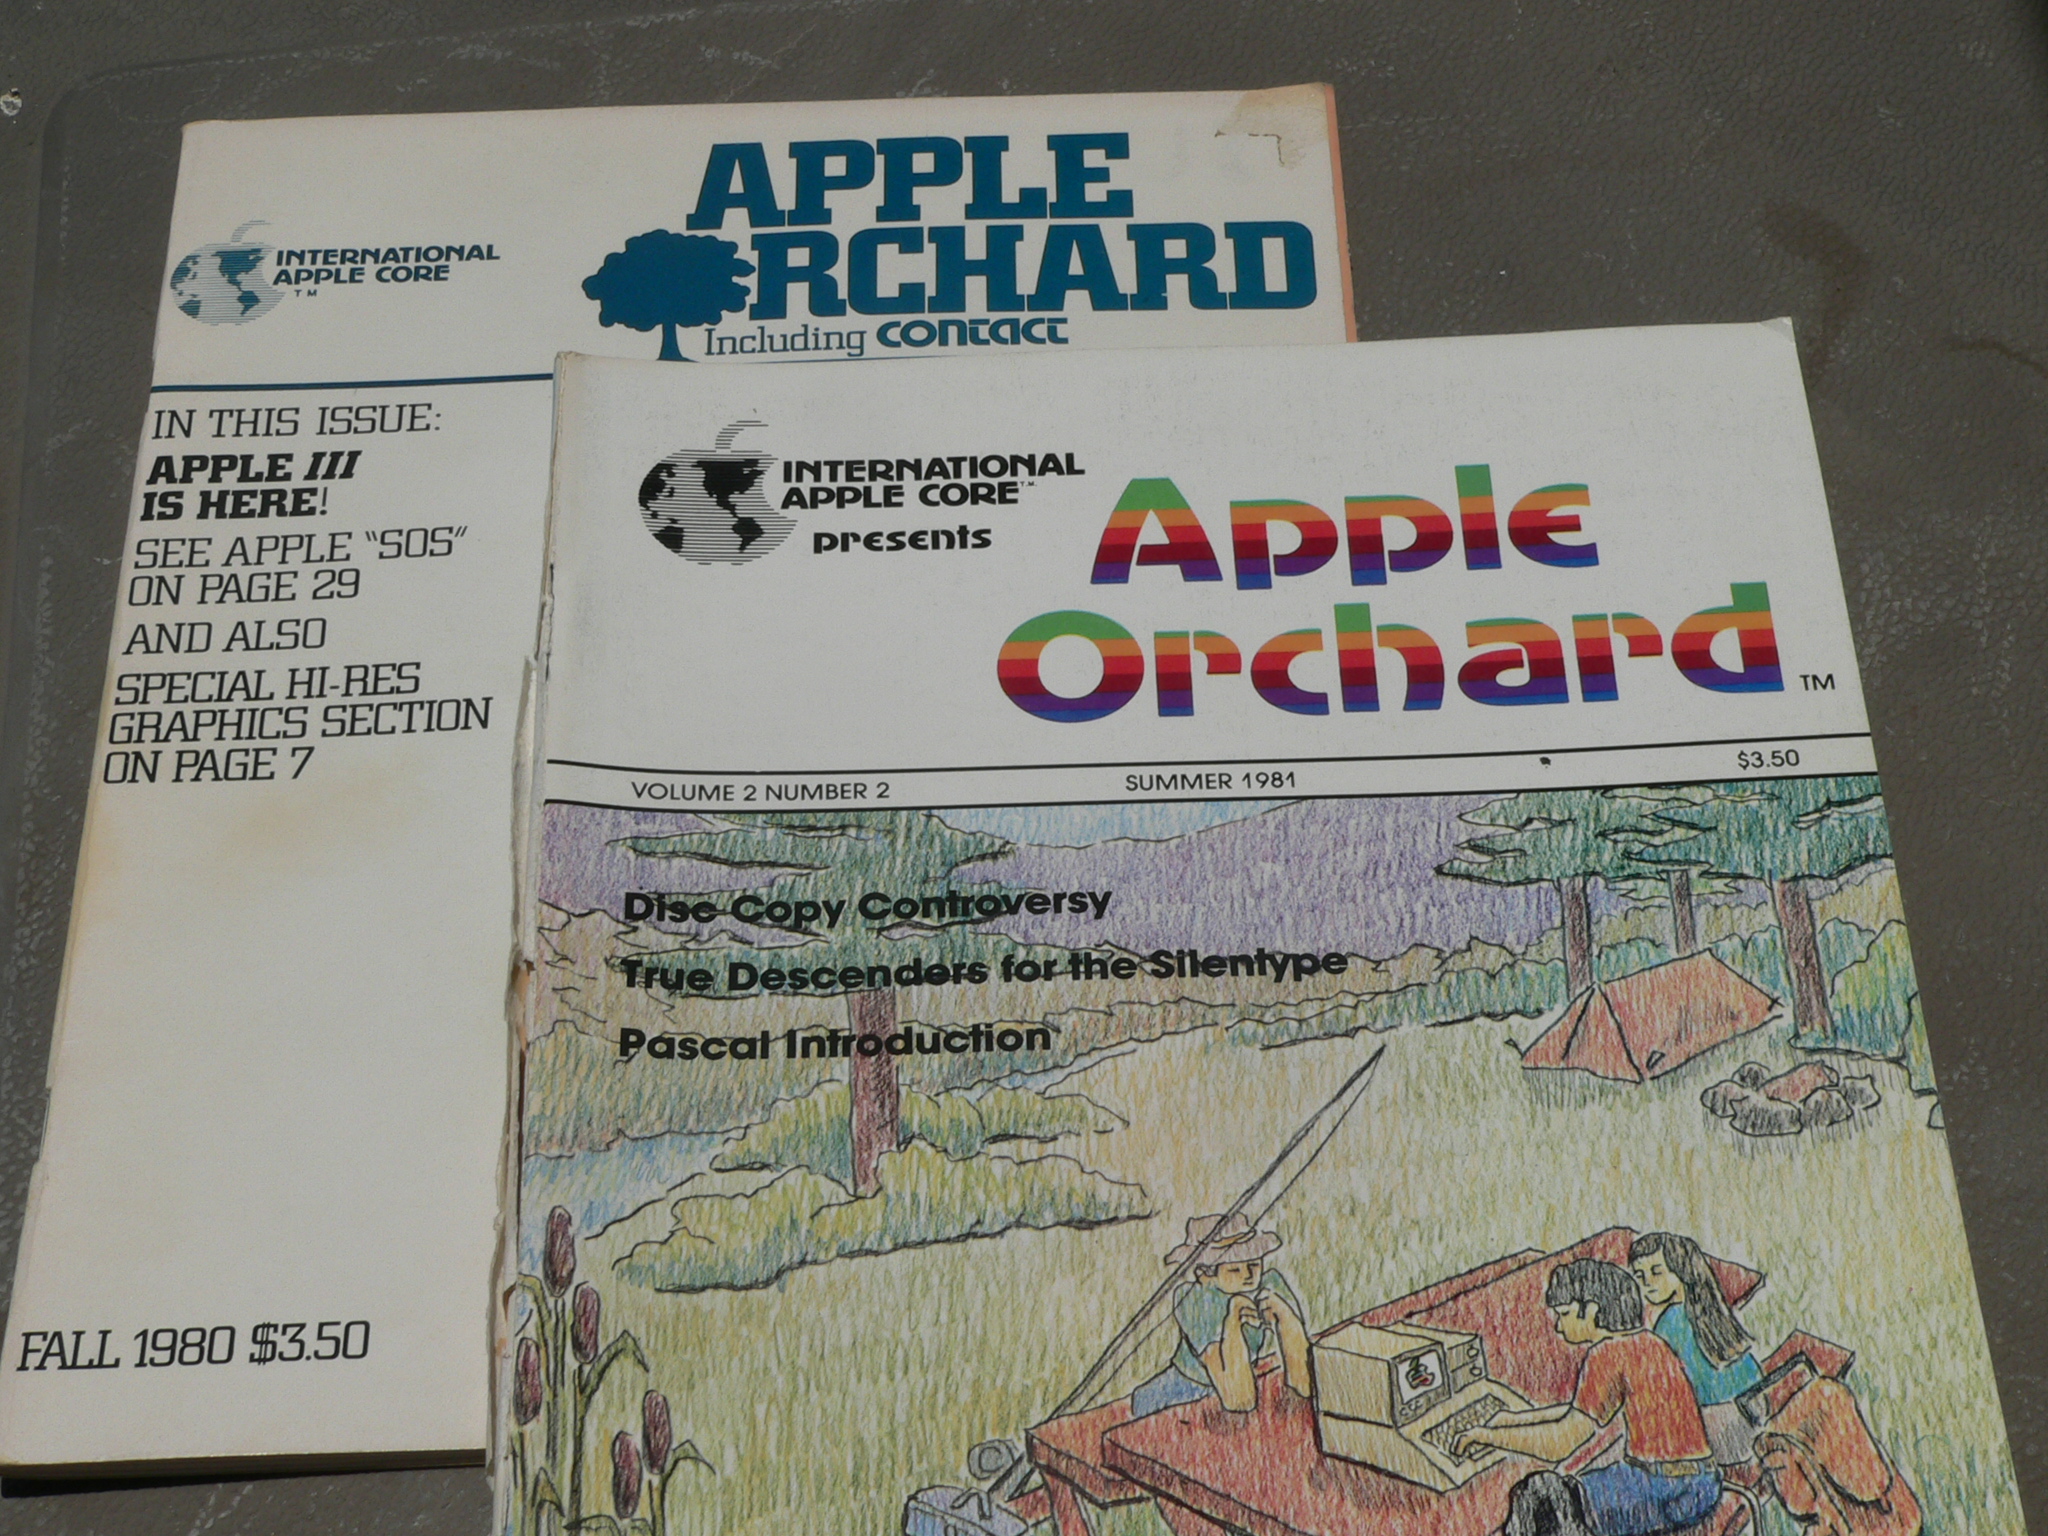 APPLE
ORCHARD
Including CONTACT
INTERNATIONAL
APPLE CORE
TM
IN THIS ISSUE:
APPLE III
IS HERE!
SEE APPLE "SOS"
ON PAGE 29
AND ALSO
SPECIAL HI-RES
GRAPHICS SECTION
ON PAGE 7
FALL 1980 $3.50
INTERNATIONAL
APPLE CORE T.M.
presents
Apple
Orchard TM
VOLUME 2 NUMBER 2 SUMMER 1981 $3.50
Disc Copy Controversy
True Descenders for the Silentype
Pascal Introduction